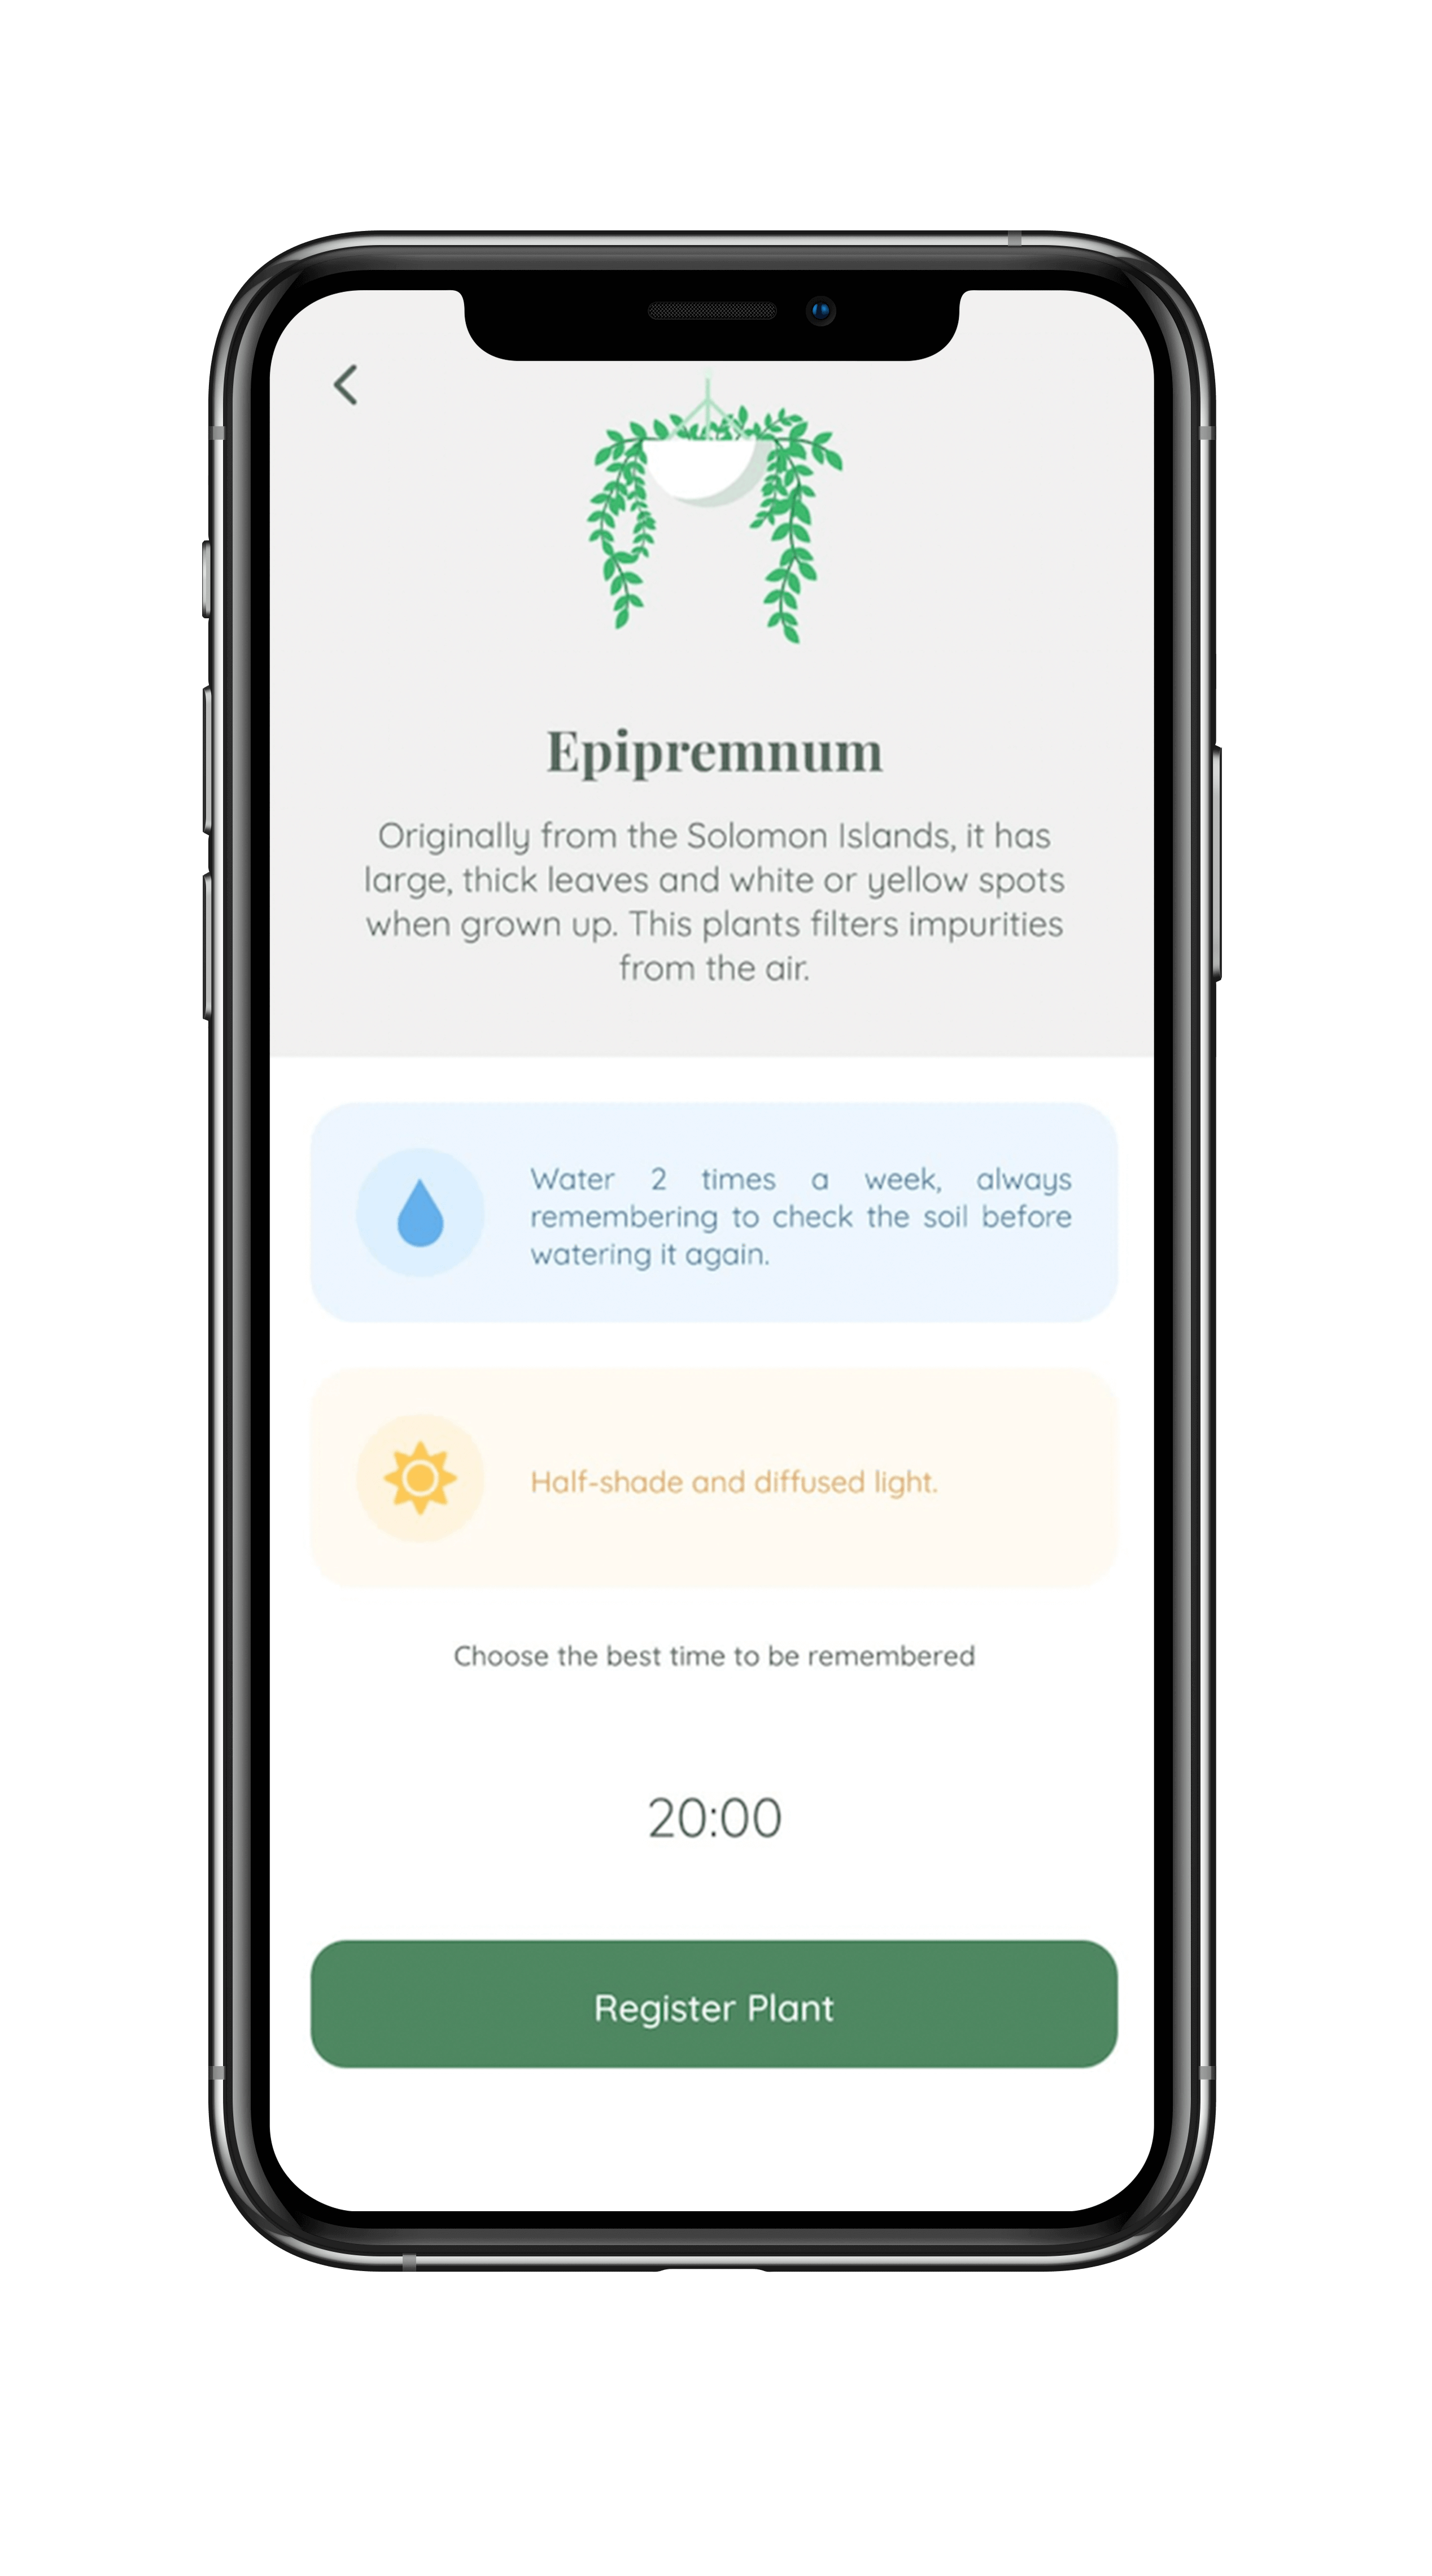 Epipremnum
Originally from the Solomon Islands, it has
large, thick leaves and white or yellow spots
when grown up. This plants filters impurities
from the air.
Water 2 times a week, always
remembering to check the soil before
watering it again.
Half-shade and diffused light.
Choose the best time to be remembered
20:00
Register Plant